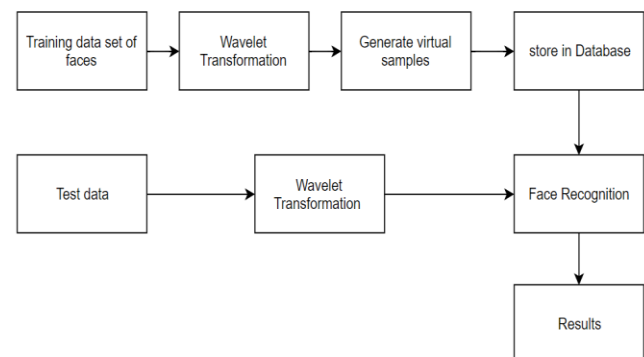 Training data set of
faces
Wavelet
Transformation
Generate virtual
samples
store in Database
Test data
Wavelet
Transformation
Face Recognition
Results